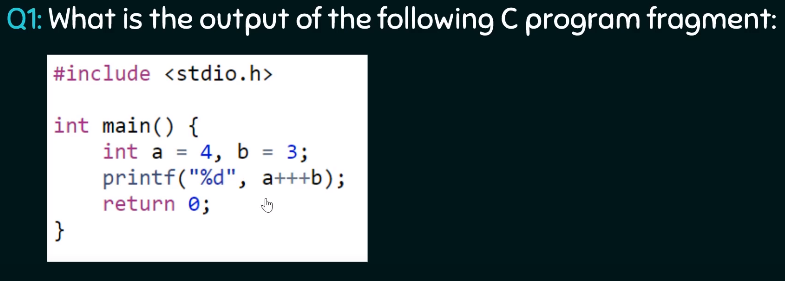 Q1: What is the output of the following C program fragment:
#include <stdio.h>
int main() {
    int a = 4, b = 3;
    printf("%d", a+++b);
    return 0;
}